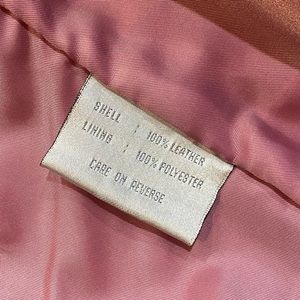 SHELL : 100% LEATHER
LINING : 100% POLYESTER
CARE ON REVERSE